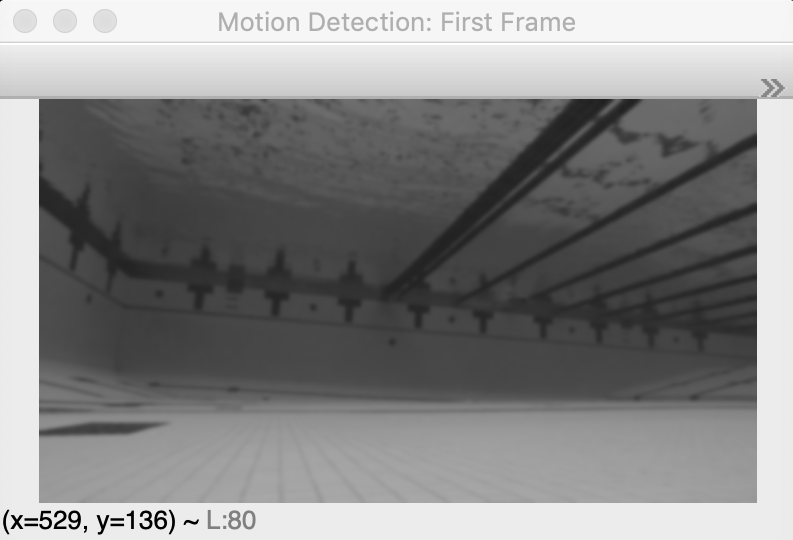 Motion Detection: First Frame
(x=529, y=136) ~ L:80